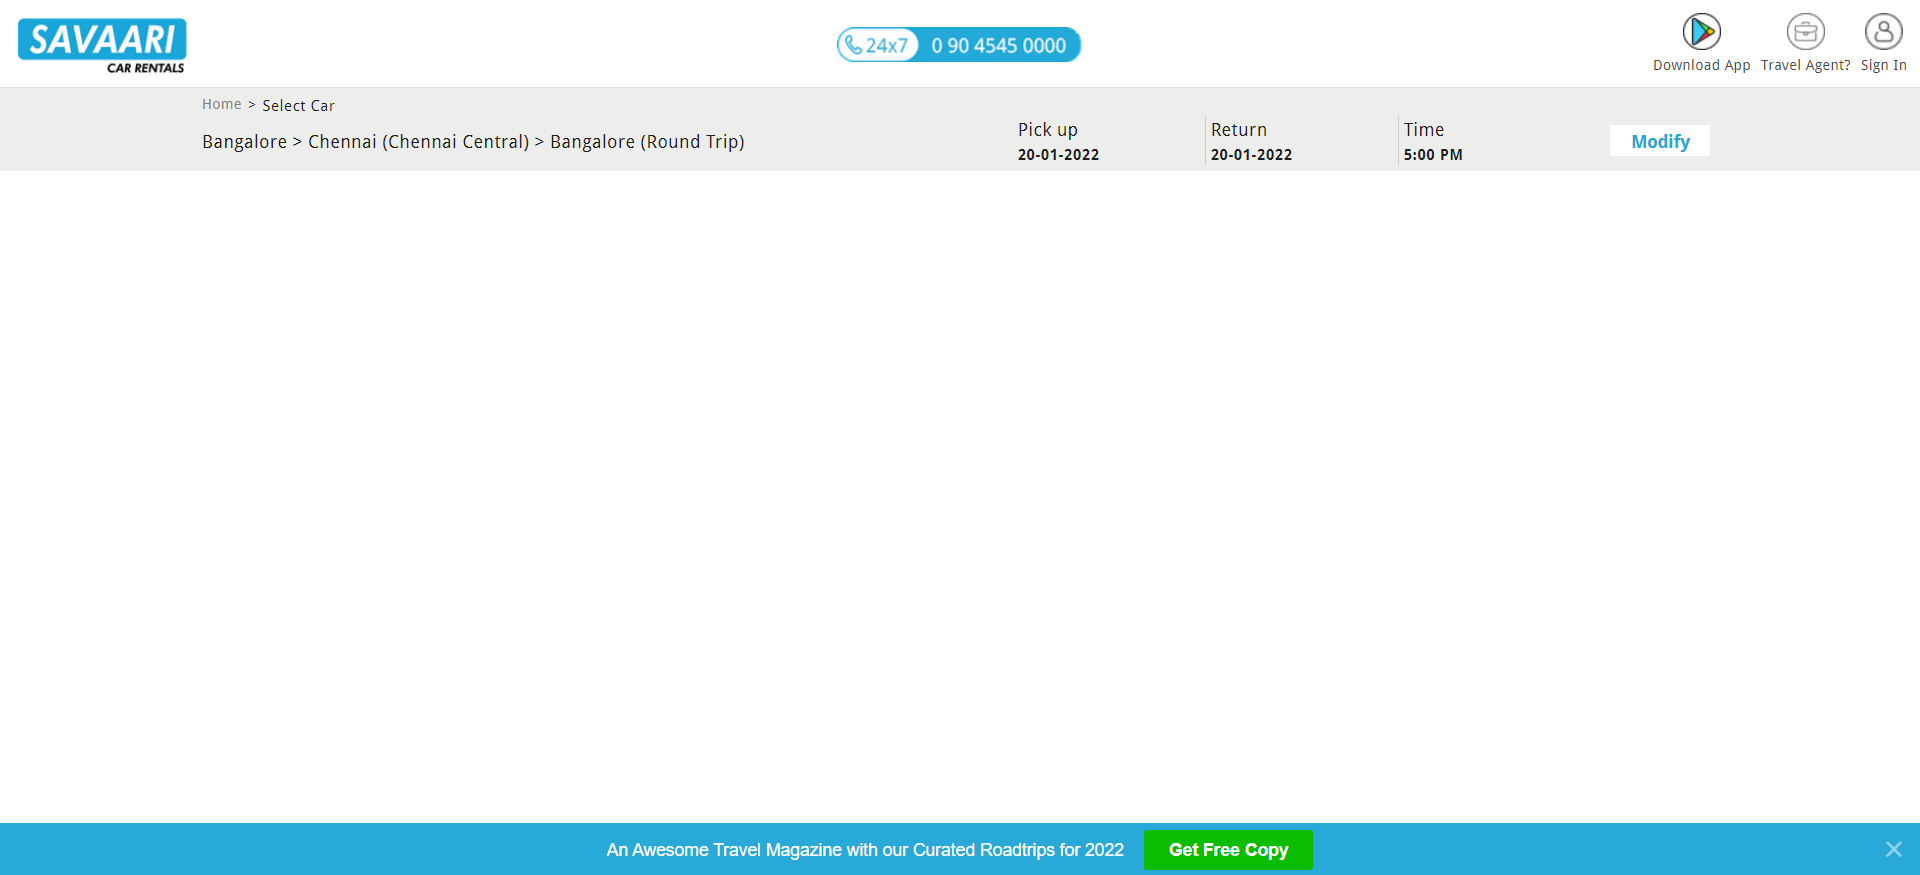 SAVAARI
CAR RENTALS
24x7 0 90 4545 0000
Download App
Travel Agent?
Sign In
Home > Select Car
Bangalore > Chennai (Chennai Central) > Bangalore (Round Trip)
Pick up
20-01-2022
Return
20-01-2022
Time
5:00 PM
Modify
An Awesome Travel Magazine with our Curated Roadtrips for 2022
Get Free Copy